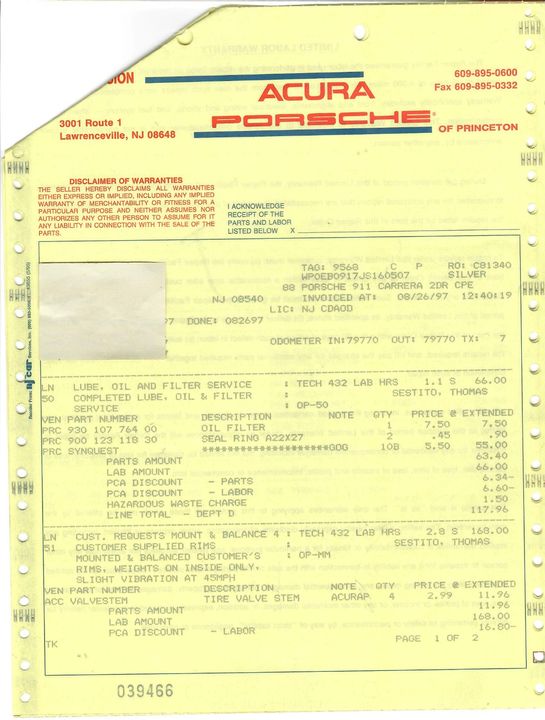 SION
ACURA
PORSCHE
OF PRINCETON
609-895-0600
Fax 609-895-0332
3001 Route 1
Lawrenceville, NJ 08648
DISCLAIMER OF WARRANTIES
THE SELLER HEREBY DISCLAIMS ALL WARRANTIES
EITHER EXPRESS OR IMPLIED, INCLUDING ANY IMPLIED
WARRANTY OF MERCHANTABILITY OR FITNESS FOR A
PARTICULAR PURPOSE AND NEITHER ASSUMES NOR
AUTHORIZES ANY OTHER PERSON TO ASSUME FOR IT
ANY LIABILITY IN CONNECTION WITH THE SALE OF THE
PARTS.
I ACKNOWLEDGE
RECEIPT OF THE
PARTS AND LABOR
LISTED BELOW X
TAG: 9568 C P RO: C81340
WP0EB0917JS160507 SILVER
88 PORSCHE 911 CARRERA 2DR CPE
NJ 08540 INVOICED AT: 08/26/97 12:40:19
LIC: NJ CDAOD
97 DONE: 082697
ODOMETER IN:79770 OUT: 79770 TX: 7
LN LUBE, OIL AND FILTER SERVICE : TECH 432 LAB HRS 1.1 S 66.00
50 COMPLETED LUBE, OIL & FILTER : SESTITO, THOMAS
SERVICE : OP-50
VEN PART NUMBER DESCRIPTION NOTE QTY PRICE @ EXTENDED
PRC 930 107 764 00 OIL FILTER 1 7.50 7.50
PRC 900 123 118 30 SEAL RING A22X27 2 .45 .90
PRC SYNQUEST ******************GOG 10B 5.50 55.00
PARTS AMOUNT 63.40
LAB AMOUNT 66.00
PCA DISCOUNT - PARTS 6.34-
PCA DISCOUNT - LABOR 6.60-
HAZARDOUS WASTE CHARGE 1.50
LINE TOTAL - DEPT D 117.96
LN CUST. REQUESTS MOUNT & BALANCE 4 : TECH 432 LAB HRS 2.8 S 168.00
51 CUSTOMER SUPPLIED RIMS : SESTITO, THOMAS
MOUNTED & BALANCED CUSTOMER'S : OP-MM
RIMS, WEIGHTS ON INSIDE ONLY,
SLIGHT VIBRATION AT 45MPH
VEN PART NUMBER DESCRIPTION NOTE QTY PRICE @ EXTENDED
ACC VALVESTEM TIRE VALVE STEM ACURAP 4 2.99 11.96
PARTS AMOUNT 11.96
LAB AMOUNT 168.00
PCA DISCOUNT - LABOR 16.80-
TK PAGE 1 OF 2
039466